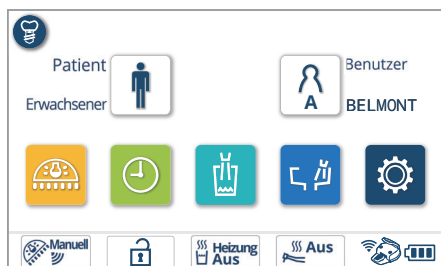 Patient
Erwachsener
Benutzer
A
BELMONT
Manuell
Heizung
Aus
Aus